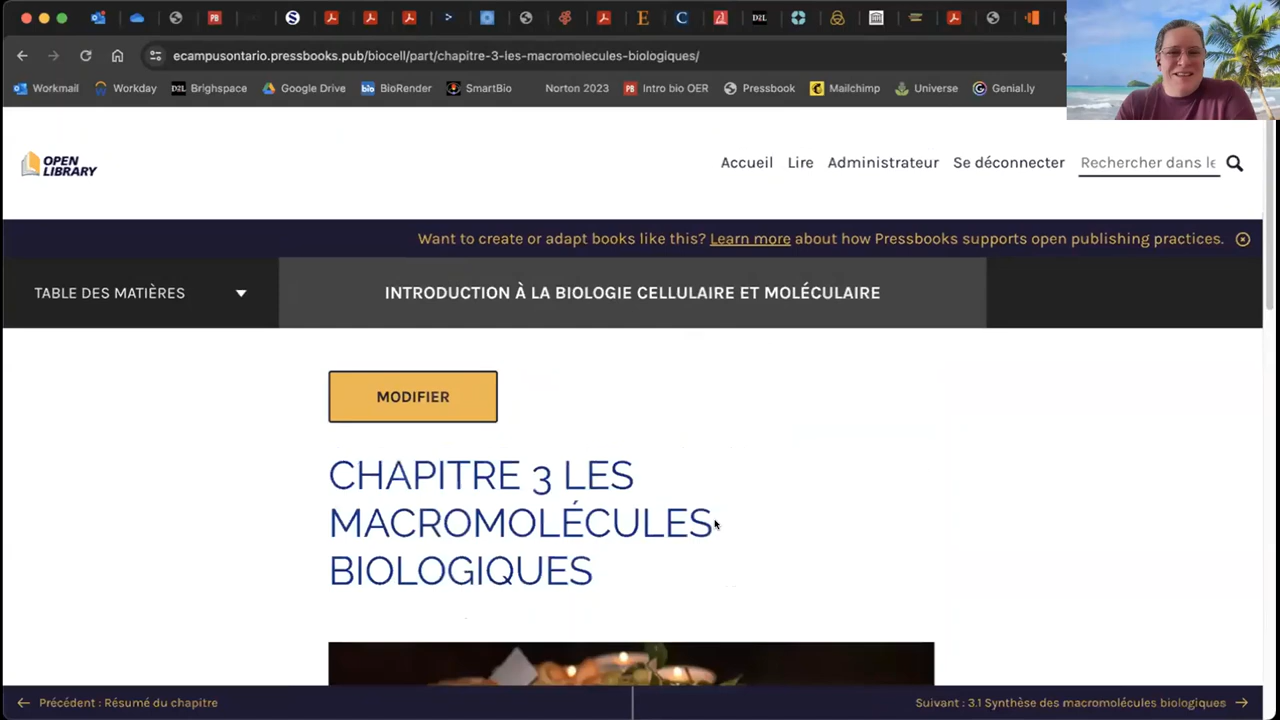 ecampusontario.pressbooks.pub/biocell/part/chapitre-3-les-macromolecules-biologiques/
Workmail Workday Brighspace Google Drive BioRender SmartBio Norton 2023 Intro bio OER Pressbook Mailchimp Universe Genial.ly
OPEN LIBRARY
Accueil Lire Administrateur Se déconnecter Rechercher dans le
Want to create or adapt books like this? Learn more about how Pressbooks supports open publishing practices.
TABLE DES MATIÈRES
INTRODUCTION À LA BIOLOGIE CELLULAIRE ET MOLÉCULAIRE
MODIFIER
CHAPITRE 3 LES
MACROMOLÉCULES
BIOLOGIQUES
Précédent : Résumé du chapitre
Suivant : 3.1 Synthèse des macromolécules biologiques